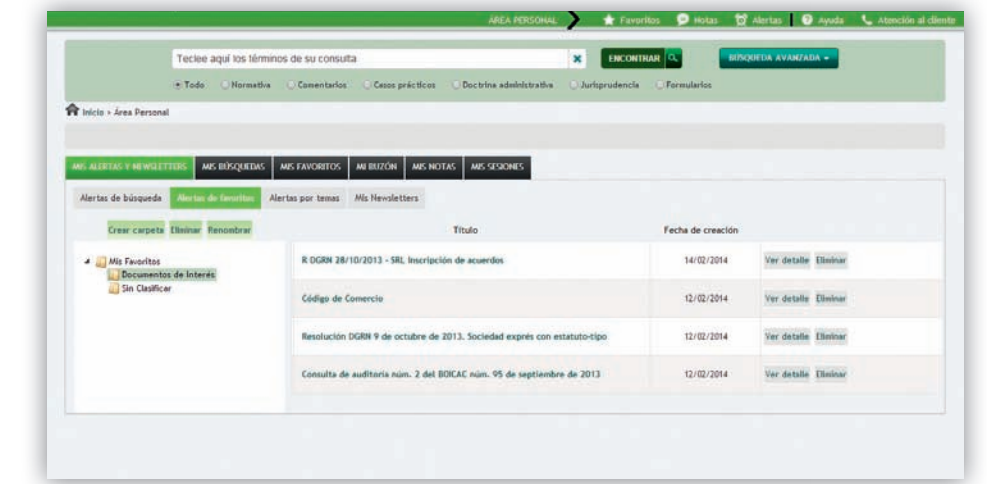 ÁREA PERSONAL Favoritos Notas Alertas Ayuda Atención al cliente
Teclee aquí los términos de su consulta ENCONTRAR BÚSQUEDA AVANZADA
Todo Normativa Comentarios Casos prácticos Doctrina administrativa Jurisprudencia Formularios
Inicio > Área Personal
MIS ALERTAS Y NEWSLETTERS MIS BÚSQUEDAS MIS FAVORITOS MI BUZÓN MIS NOTAS MIS SESIONES
Alertas de búsqueda Alertas de favoritos Alertas por temas Mis Newsletters
Crear carpeta Eliminar Renombrar Título Fecha de creación
Mis Favoritos
Documentos de Interés
Sin Clasificar
R DGRN 28/10/2013 - SRL Inscripción de acuerdos 14/02/2014 Ver detalle Eliminar
Código de Comercio 12/02/2014 Ver detalle Eliminar
Resolución DGRN 9 de octubre de 2013. Sociedad exprés con estatuto-tipo 12/02/2014 Ver detalle Eliminar
Consulta de auditoría núm. 2 del BOICAC núm. 95 de septiembre de 2013 12/02/2014 Ver detalle Eliminar